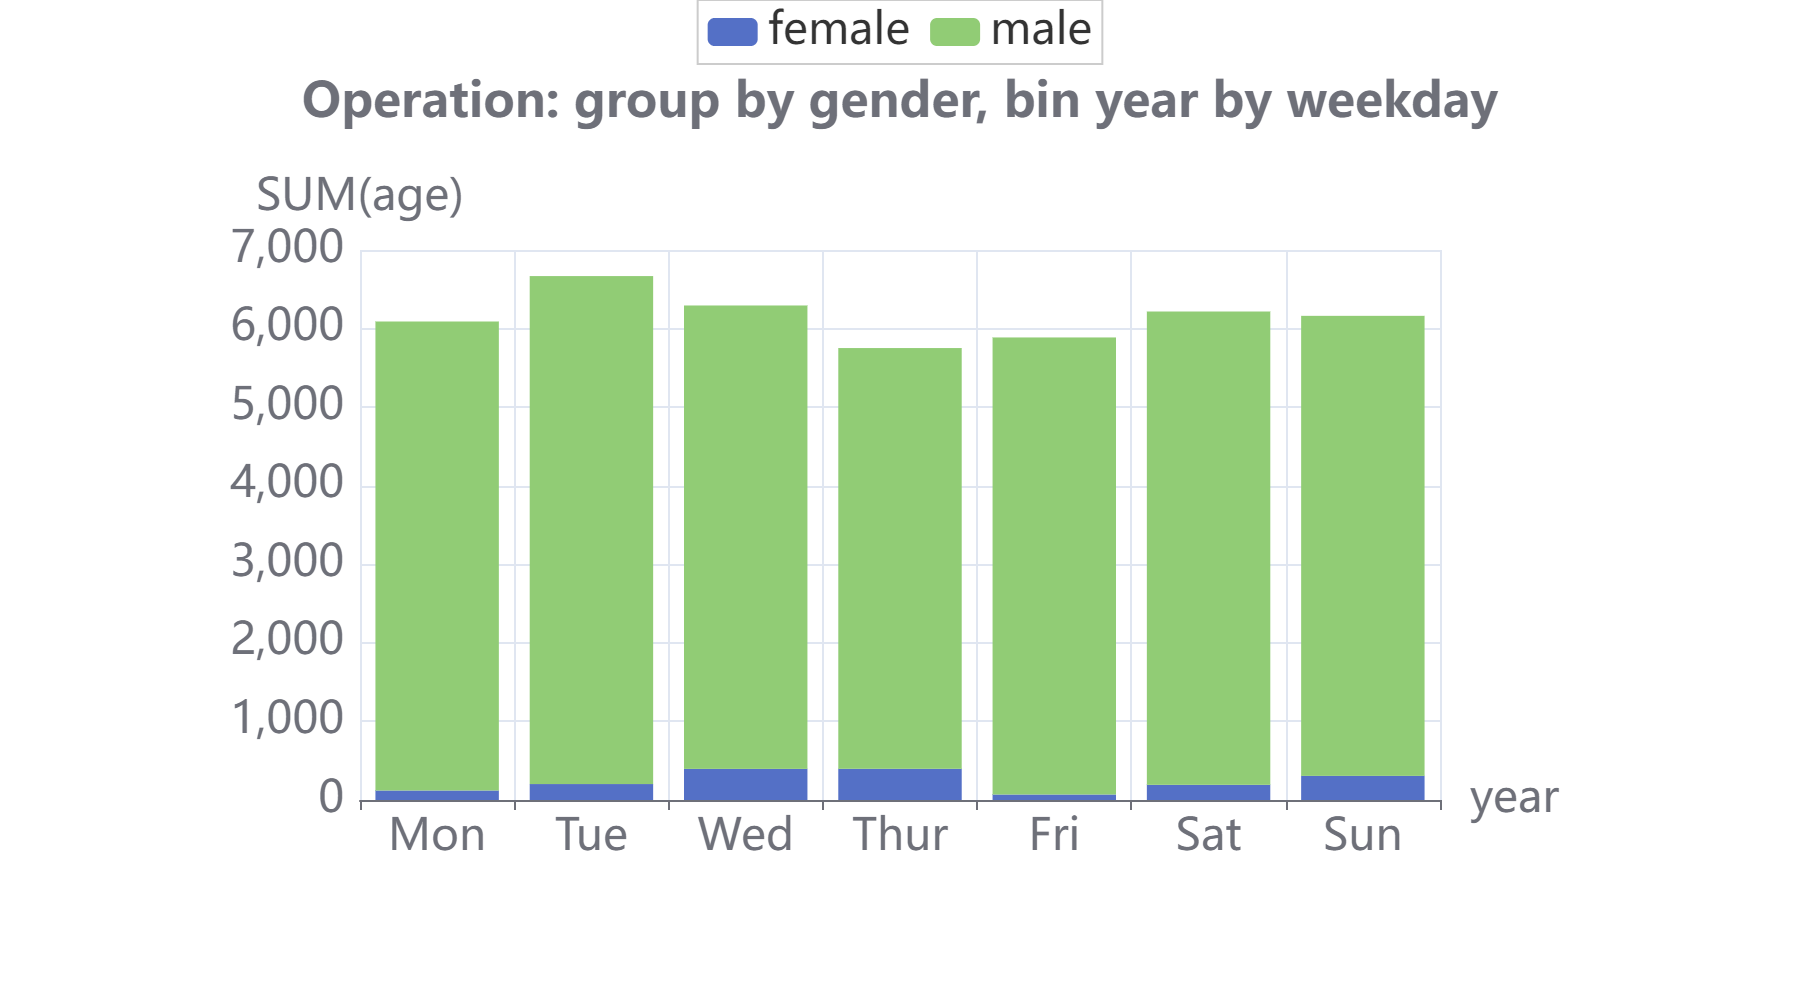 female male
Operation: group by gender, bin year by weekday
SUM(age)
7,000
6,000
5,000
4,000
3,000
2,000
1,000
0
year
Mon Tue Wed Thur Fri Sat Sun